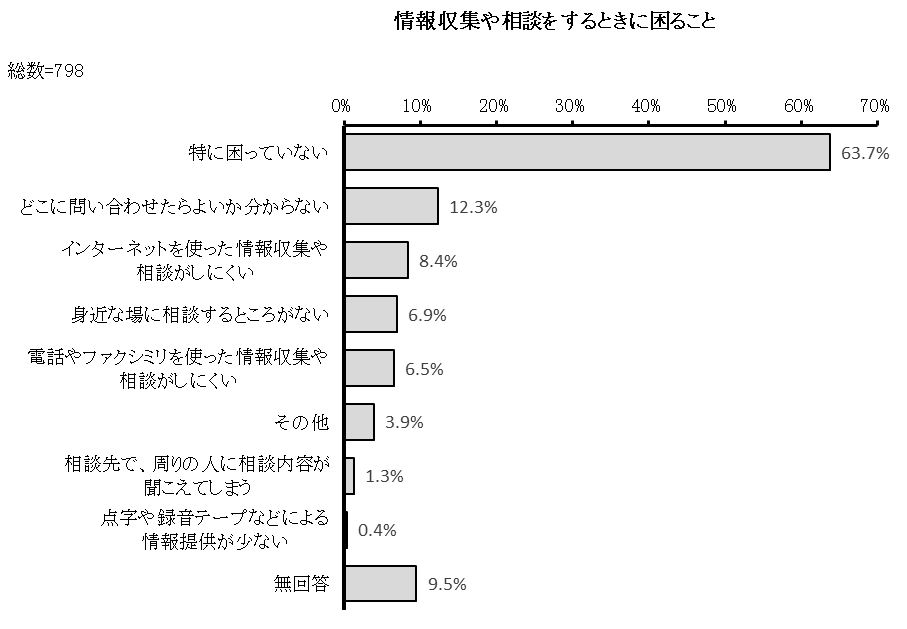 情報収集や相談をするときに困ること
総数=798
0% 10% 20% 30% 40% 50% 60% 70%
特に困っていない 63.7%
どこに問い合わせたらよいか分からない 12.3%
インターネットを使った情報収集や
相談がしにくい 8.4%
身近な場に相談するところがない 6.9%
電話やファクシミリを使った情報収集や
相談がしにくい 6.5%
その他 3.9%
相談先で、周りの人に相談内容が
聞こえてしまう 1.3%
点字や録音テープなどによる
情報提供が少ない 0.4%
無回答 9.5%